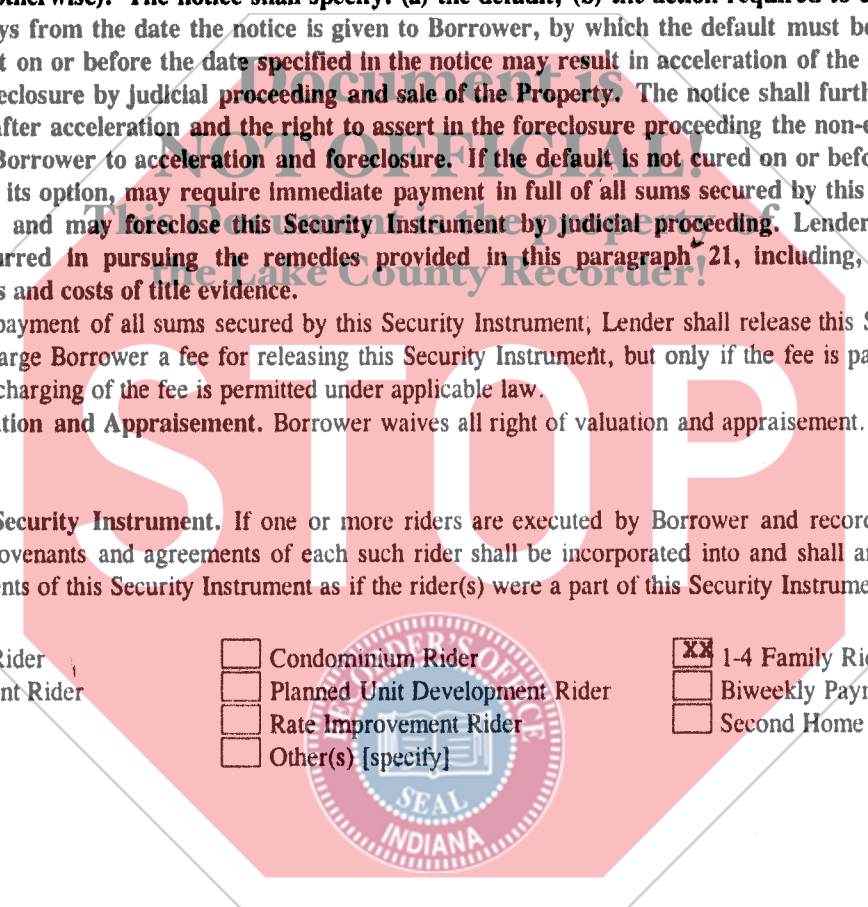 otherwise). The notice shall specify: (a) the default; (b) the action required to
ys from the date the notice is given to Borrower, by which the default must be
t on or before the date specified in the notice may result in acceleration of the
eclosure by judicial proceeding and sale of the Property. The notice shall furth
after acceleration and the right to assert in the foreclosure proceeding the non-e
Borrower to acceleration and foreclosure. If the default is not cured on or befo
its option, may require immediate payment in full of all sums secured by this
and may foreclose this Security Instrument by judicial proceeding. Lender
urred in pursuing the remedies provided in this paragraph 21, including,
s and costs of title evidence.
payment of all sums secured by this Security Instrument, Lender shall release this S
arge Borrower a fee for releasing this Security Instrument, but only if the fee is pa
charging of the fee is permitted under applicable law.
tion and Appraisement. Borrower waives all right of valuation and appraisement.
Security Instrument. If one or more riders are executed by Borrower and record
ovenants and agreements of each such rider shall be incorporated into and shall a
nts of this Security Instrument as if the rider(s) were a part of this Security Instrume
Rider Condominium Rider XX 1-4 Family Ri
nt Rider Planned Unit Development Rider Biweekly Paym
Rate Improvement Rider Second Home
Other(s) [specify]
Document is
NOT OFFICIAL!
This Document is the property of
the Lake County Recorder!
STOP
RECORDER'S OFFICE
SEAL
INDIANA